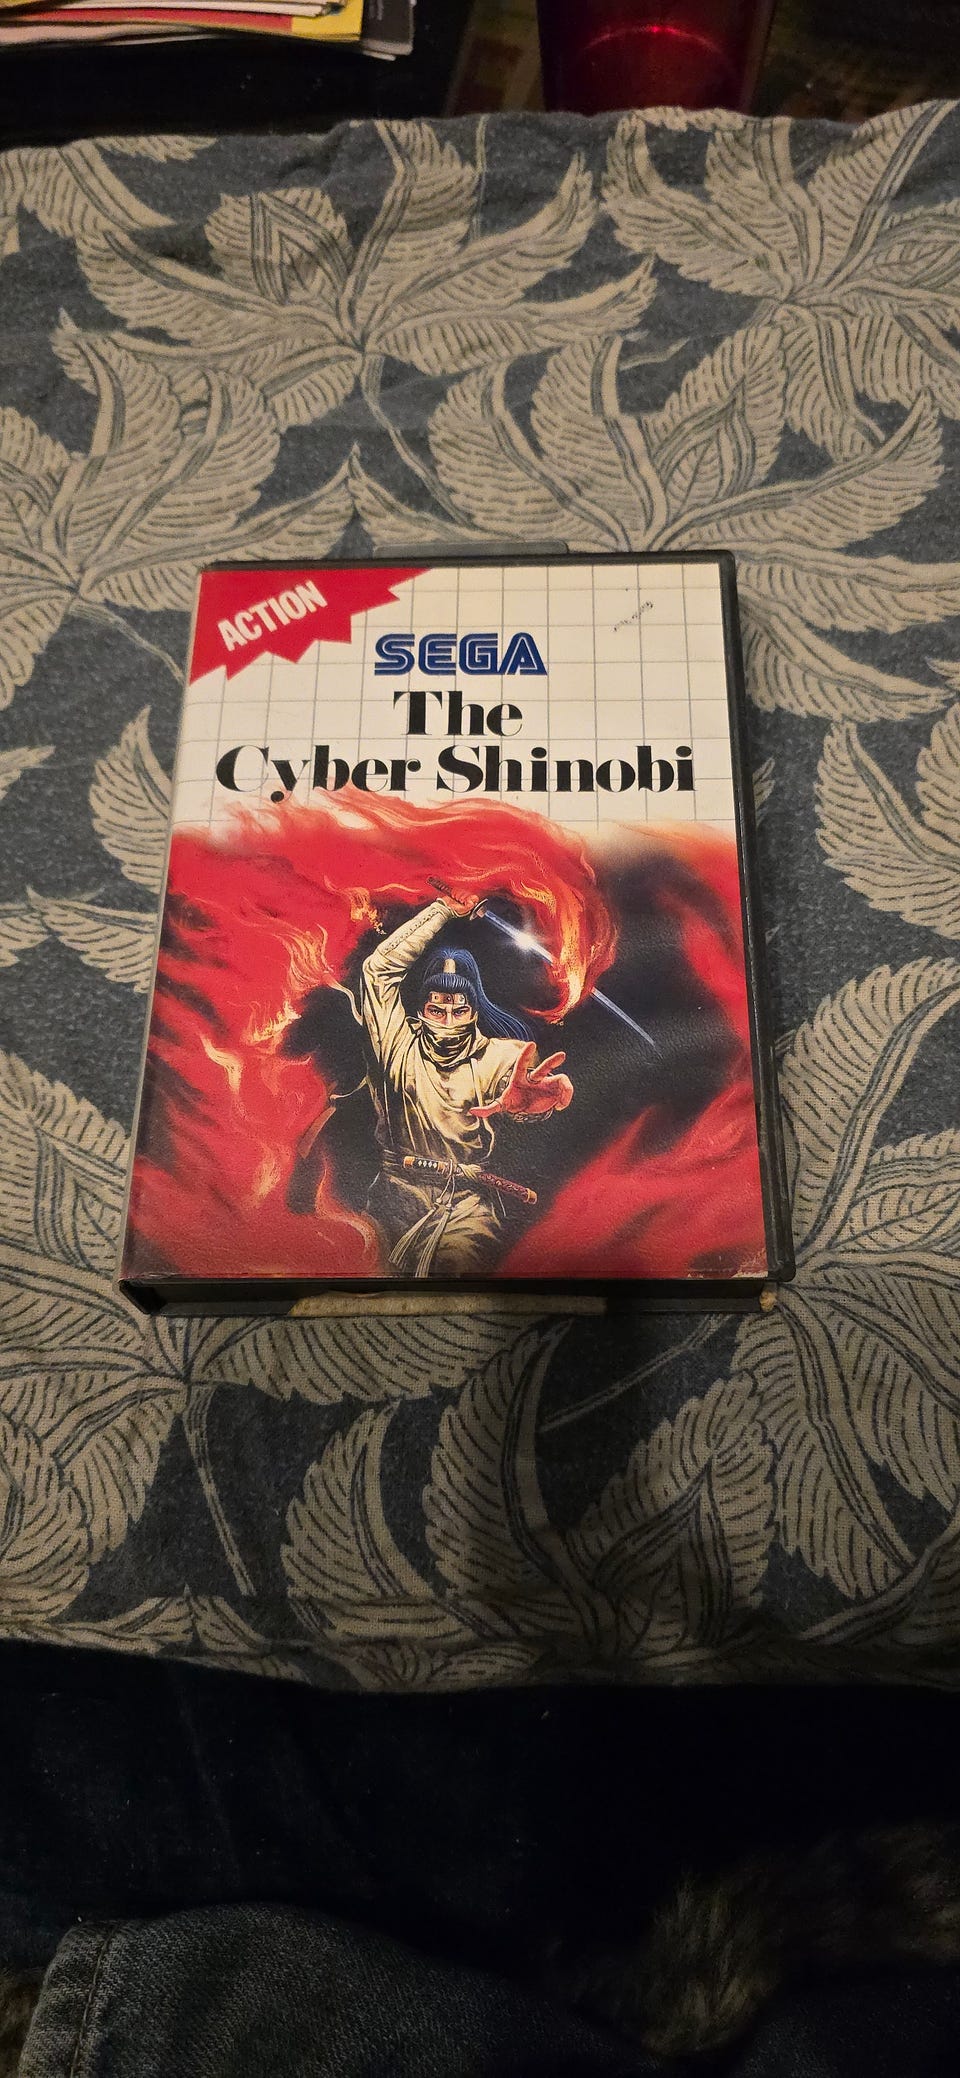 ACTION
SEGA
The
Cyber Shinobi